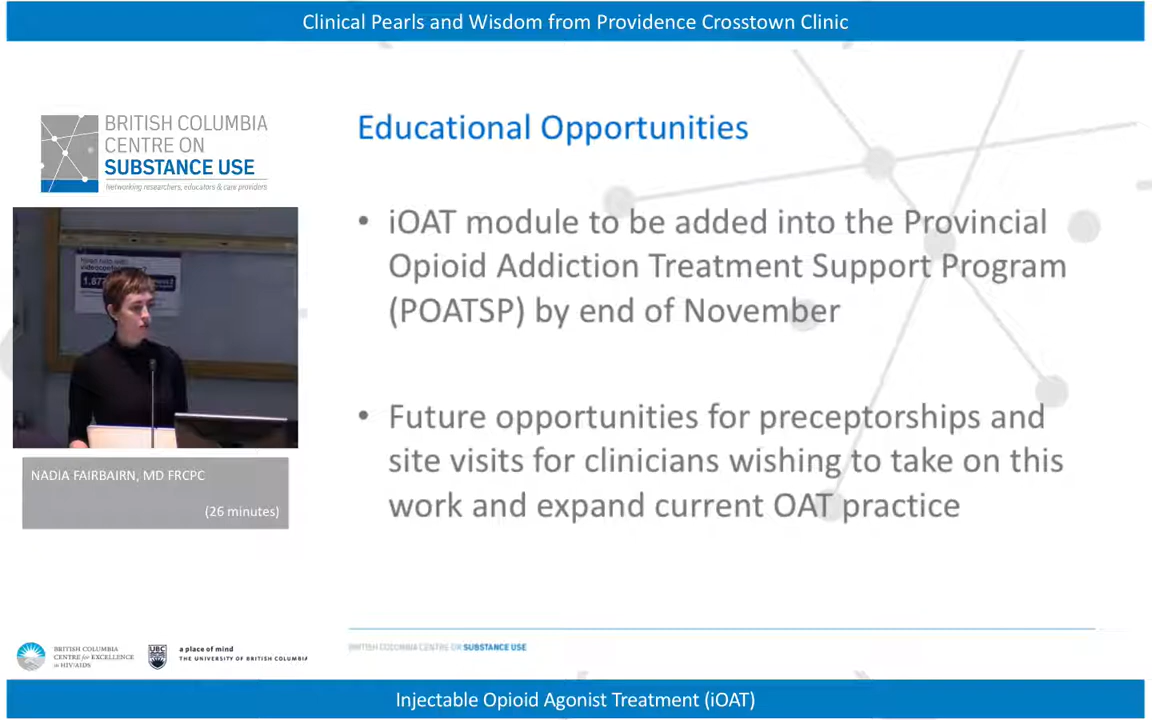 Clinical Pearls and Wisdom from Providence Crosstown Clinic
BRITISH COLUMBIA
CENTRE ON
SUBSTANCE USE
Networking researchers, educators & care providers
NADIA FAIRBAIRN, MD FRCPC
(26 minutes)
Educational Opportunities
• iOAT module to be added into the Provincial
Opioid Addiction Treatment Support Program
(POATSP) by end of November
• Future opportunities for preceptorships and
site visits for clinicians wishing to take on this
work and expand current OAT practice
BRITISH COLUMBIA
CENTRE for EXCELLENCE
in HIV/AIDS
UBC
a place of mind
THE UNIVERSITY OF BRITISH COLUMBIA
BRITISH COLUMBIA CENTRE ON SUBSTANCE USE
Injectable Opioid Agonist Treatment (iOAT)